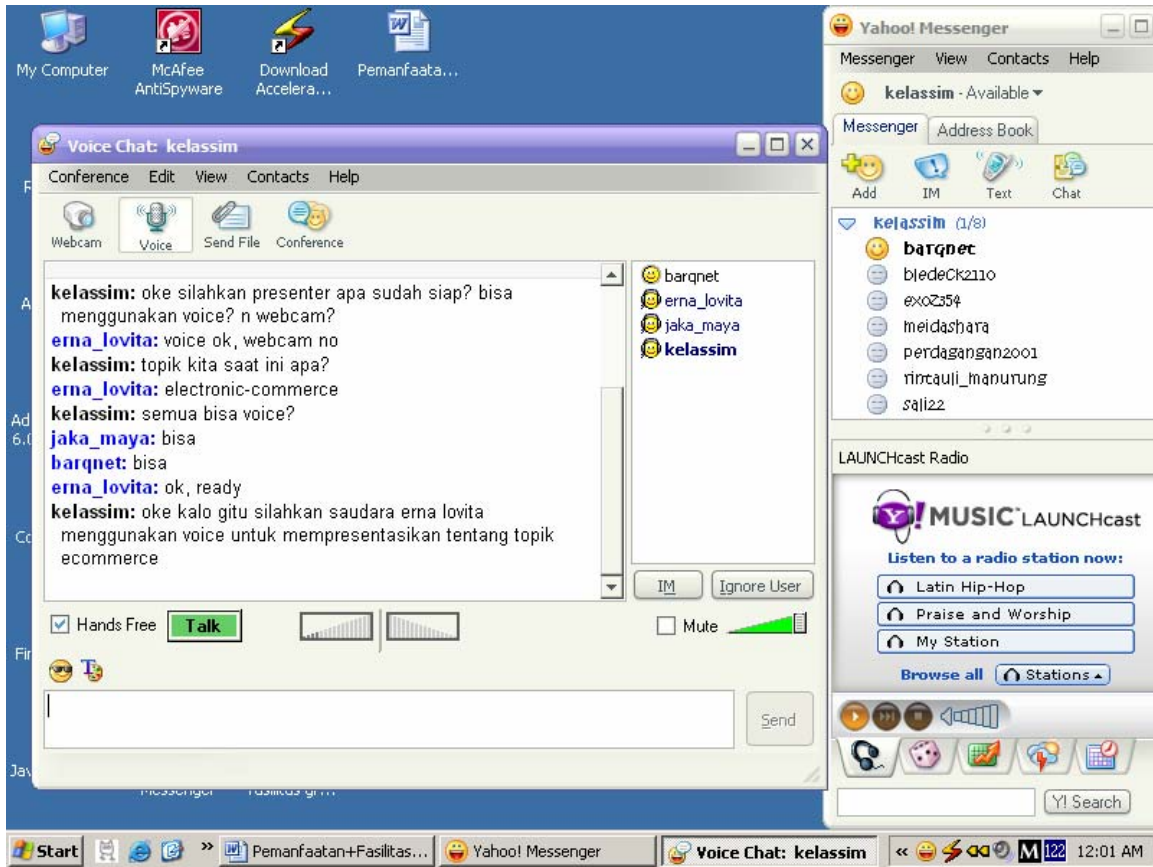 My Computer
McAfee AntiSpyware
Download Accelera...
Pemanfaata...
Voice Chat: kelassim
Conference Edit View Contacts Help
Webcam Voice Send File Conference
kelassim: oke silahkan presenter apa sudah siap? bisa
menggunakan voice? n webcam?
erna_lovita: voice ok, webcam no
kelassim: topik kita saat ini apa?
erna_lovita: electronic-commerce
kelassim: semua bisa voice?
jaka_maya: bisa
barqnet: bisa
erna_lovita: ok, ready
kelassim: oke kalo gitu silahkan saudara erna lovita
menggunakan voice untuk mempresentasikan tentang topik
ecommerce
barqnet
erna_lovita
jaka_maya
kelassim
IM Ignore User
Hands Free Talk Mute
Send
Yahoo! Messenger
Messenger View Contacts Help
kelassim - Available
Messenger Address Book
Add IM Text Chat
kelassim (1/8)
barqnet
bledeck2110
exoz354
meidashara
perdagangan2001
rintauli_manurung
sali22
LAUNCHcast Radio
Y! MUSIC LAUNCHcast
Listen to a radio station now:
Latin Hip-Hop
Praise and Worship
My Station
Browse all Stations
Y! Search
Start » Pemanfaatan+Fasilitas... Yahoo! Messenger Voice Chat: kelassim « M 122 12:01 AM